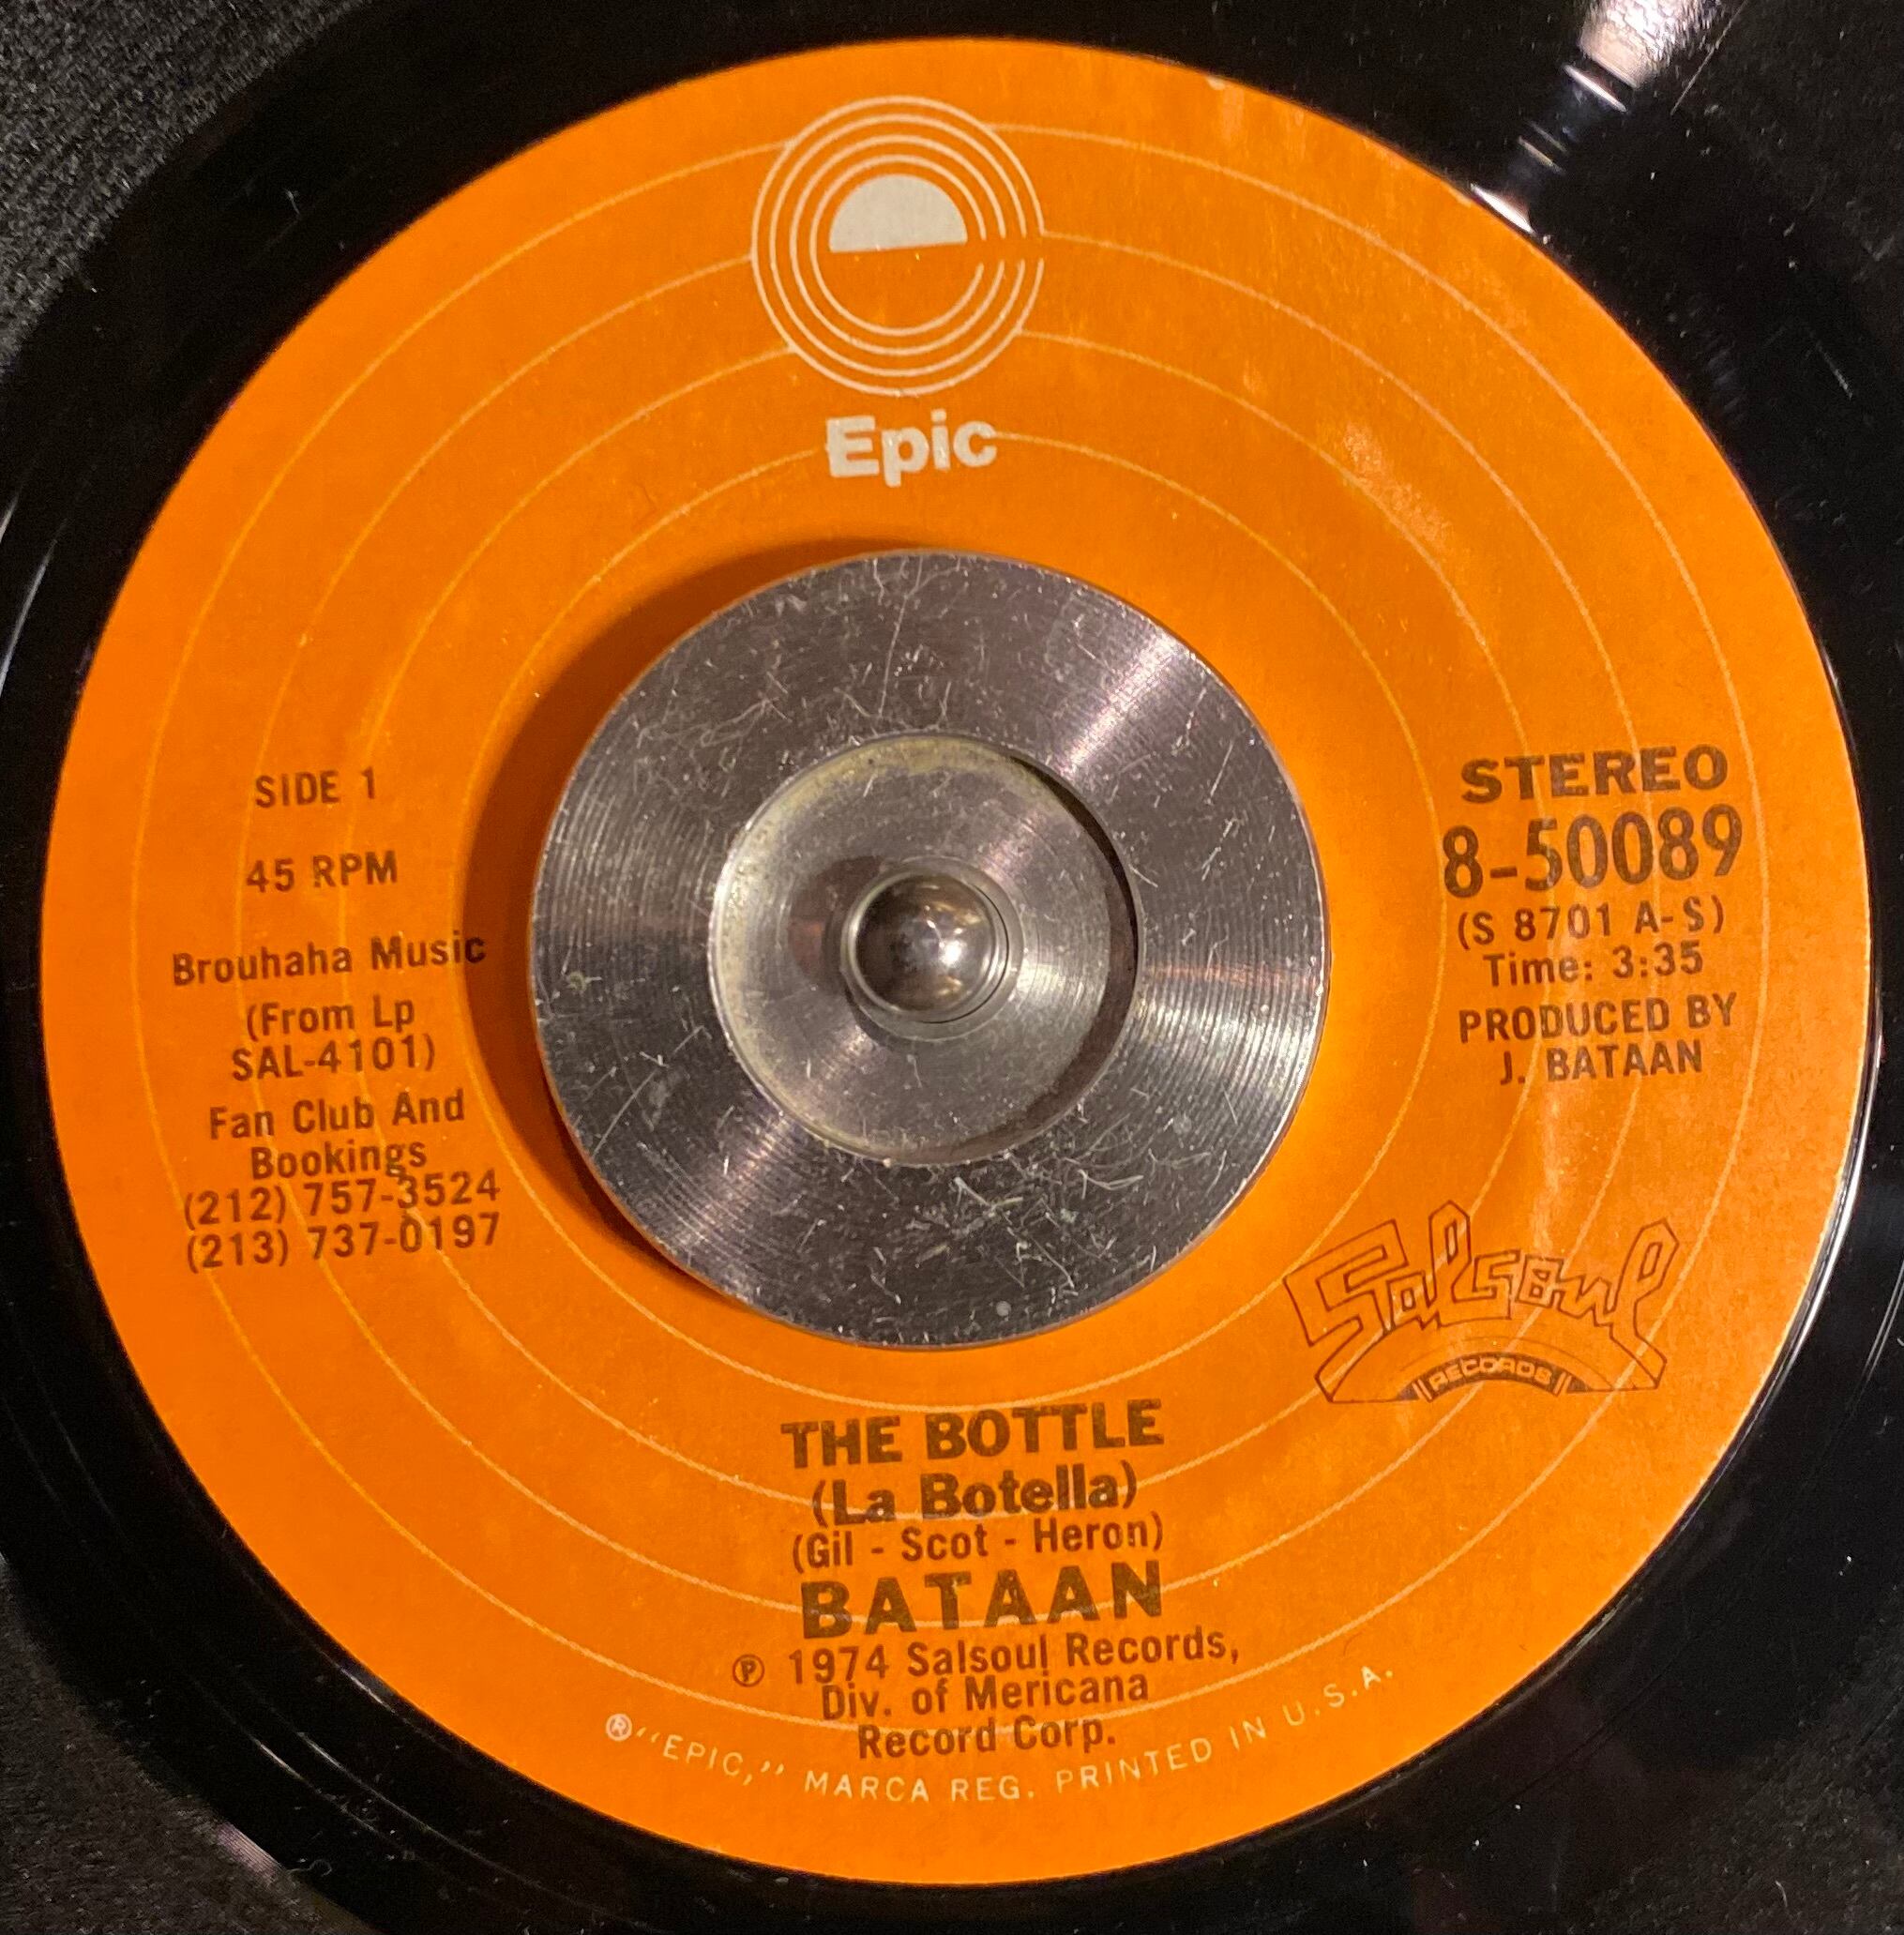 Epic
SIDE 1
45 RPM
Brouhaha Music
(From Lp
SAL-4101)
Fan Club And
Bookings
(212) 757-3524
(213) 737-0197
STEREO
8-50089
(S 8701 A-S)
Time: 3:35
PRODUCED BY
J. BATAAN
Salsoul
RECORDS
THE BOTTLE
(La Botella)
(Gil - Scot - Heron)
BATAAN
℗ 1974 Salsoul Records,
Div. of Mericana
Record Corp.
®"EPIC," MARCA REG. PRINTED IN U.S.A.